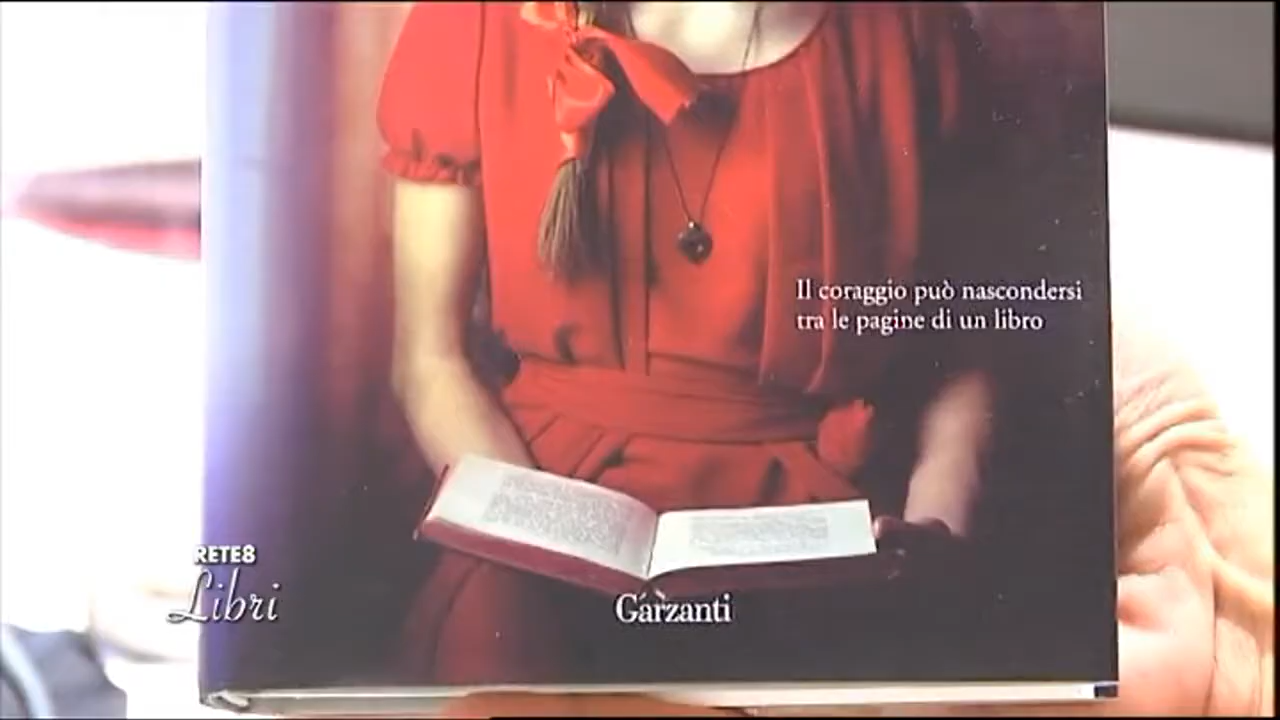 Il coraggio può nascondersi
tra le pagine di un libro
RETE8
Libri
Garzanti